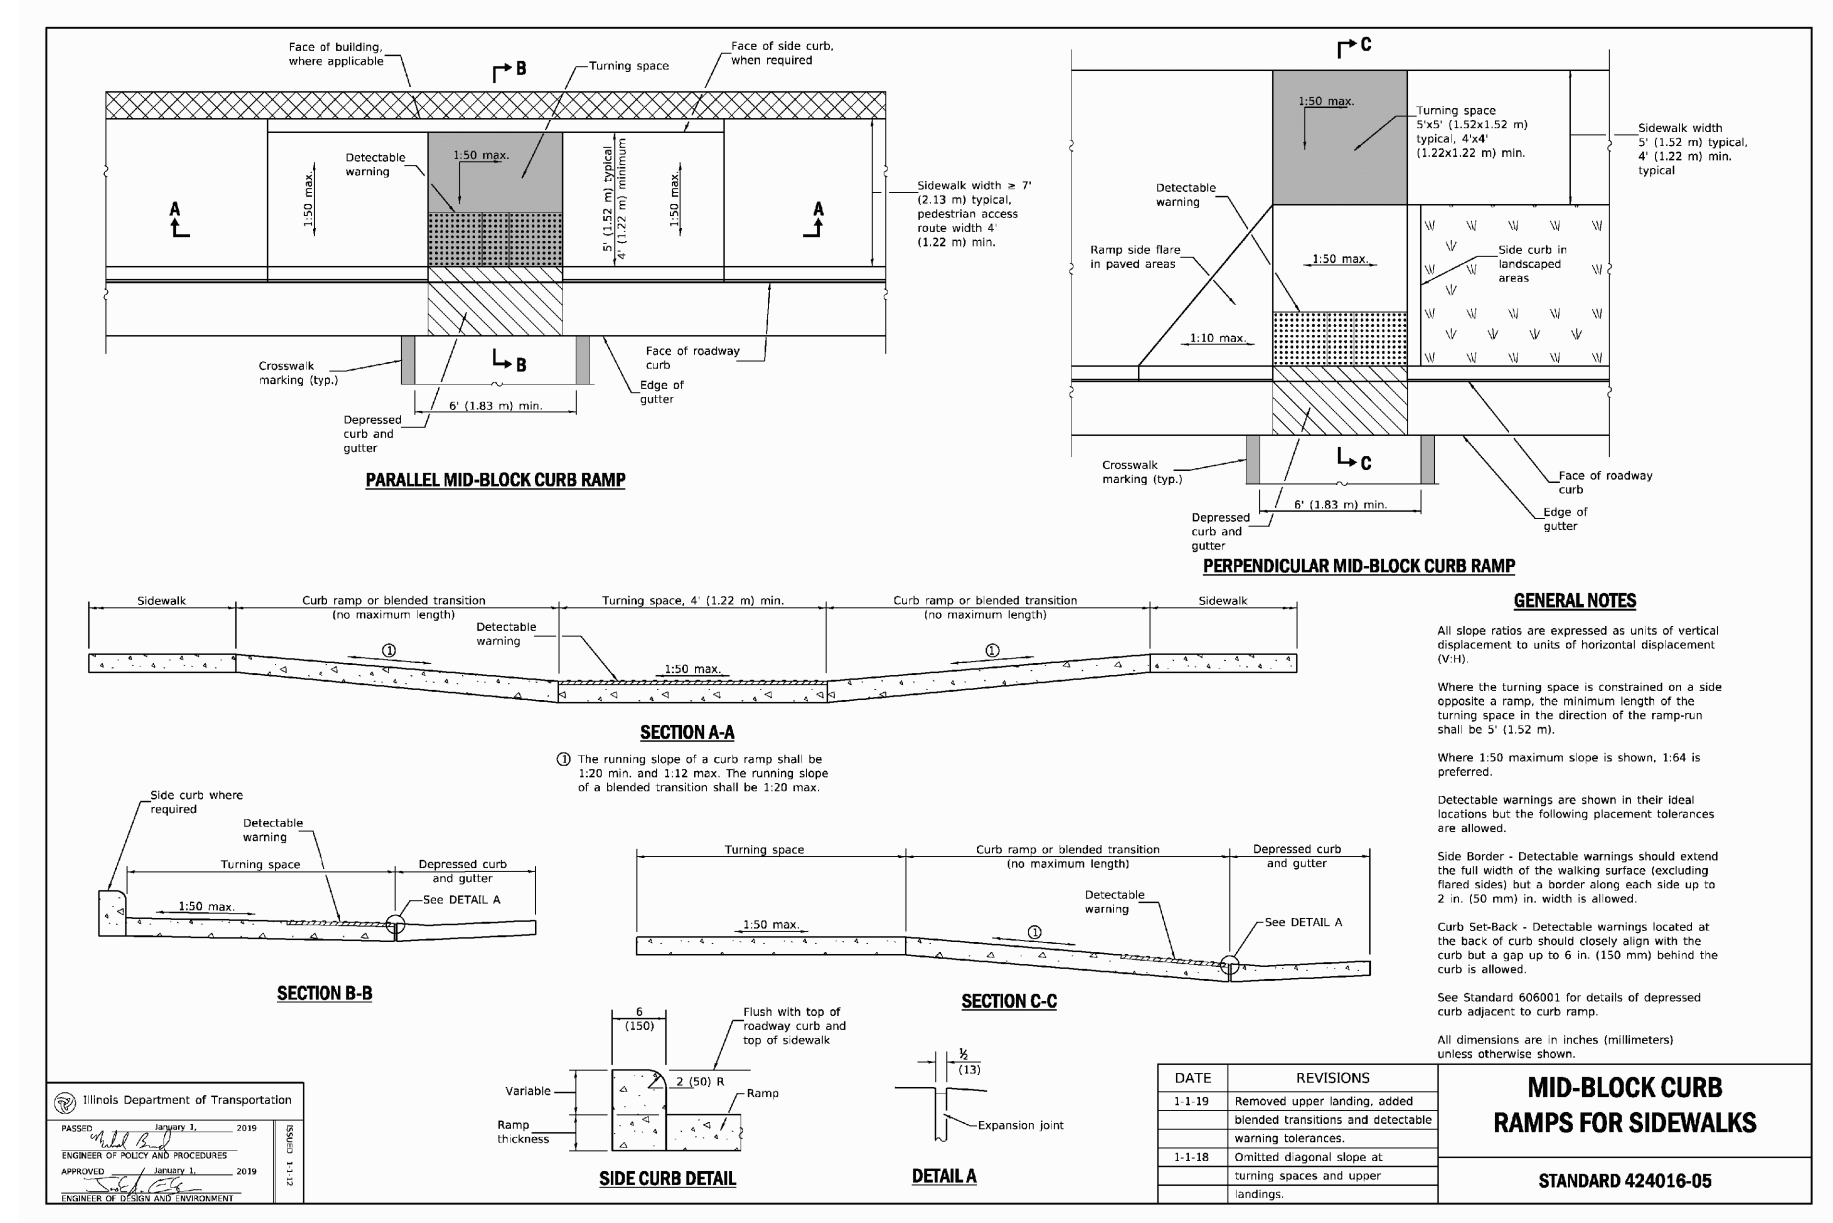 Face of building,
where applicable
B
Turning space
Face of side curb,
when required
Detectable
warning
1:50 max.
1:50 max.
5' (1.52 m) typical
4' (1.22 m) minimum
1:50 max.
A
A
Sidewalk width ≥ 7'
(2.13 m) typical,
pedestrian access
route width 4'
(1.22 m) min.
Crosswalk
marking (typ.)
B
Face of roadway
curb
Edge of
gutter
6' (1.83 m) min.
Depressed
curb and
gutter
PARALLEL MID-BLOCK CURB RAMP
C
1:50 max.
Turning space
5'x5' (1.52x1.52 m)
typical, 4'x4'
(1.22x1.22 m) min.
Sidewalk width
5' (1.52 m) typical,
4' (1.22 m) min.
typical
Detectable
warning
Ramp side flare
in paved areas
1:50 max.
Side curb in
landscaped
areas
1:10 max.
Crosswalk
marking (typ.)
C
Face of roadway
curb
6' (1.83 m) min.
Edge of
gutter
Depressed
curb and
gutter
PERPENDICULAR MID-BLOCK CURB RAMP
Sidewalk
Curb ramp or blended transition
(no maximum length)
Turning space, 4' (1.22 m) min.
Curb ramp or blended transition
(no maximum length)
Sidewalk
Detectable
warning
1
1:50 max.
1
SECTION A-A
1 The running slope of a curb ramp shall be
1:20 min. and 1:12 max. The running slope
of a blended transition shall be 1:20 max.
Side curb where
required
Detectable
warning
Turning space
Depressed curb
and gutter
See DETAIL A
1:50 max.
SECTION B-B
Turning space
Curb ramp or blended transition
(no maximum length)
Depressed curb
and gutter
Detectable
warning
1:50 max.
1
See DETAIL A
SECTION C-C
6
(150)
Flush with top of
roadway curb and
top of sidewalk
2 (50) R
Variable
Ramp
Ramp
thickness
SIDE CURB DETAIL
½
(13)
Expansion joint
DETAIL A
GENERAL NOTES
All slope ratios are expressed as units of vertical
displacement to units of horizontal displacement
(V:H).
Where the turning space is constrained on a side
opposite a ramp, the minimum length of the
turning space in the direction of the ramp-run
shall be 5' (1.52 m).
Where 1:50 maximum slope is shown, 1:64 is
preferred.
Detectable warnings are shown in their ideal
locations but the following placement tolerances
are allowed.
Side Border - Detectable warnings should extend
the full width of the walking surface (excluding
flared sides) but a border along each side up to
2 in. (50 mm) in. width is allowed.
Curb Set-Back - Detectable warnings located at
the back of curb should closely align with the
curb but a gap up to 6 in. (150 mm) behind the
curb is allowed.
See Standard 606001 for details of depressed
curb adjacent to curb ramp.
All dimensions are in inches (millimeters)
unless otherwise shown.
Illinois Department of Transportation
PASSED January 1, 2019
ENGINEER OF POLICY AND PROCEDURES
APPROVED January 1, 2019
ENGINEER OF DESIGN AND ENVIRONMENT
ISSUED 1-1-12
DATE REVISIONS
1-1-19 Removed upper landing, added
blended transitions and detectable
warning tolerances.
1-1-18 Omitted diagonal slope at
turning spaces and upper
landings.
MID-BLOCK CURB
RAMPS FOR SIDEWALKS
STANDARD 424016-05